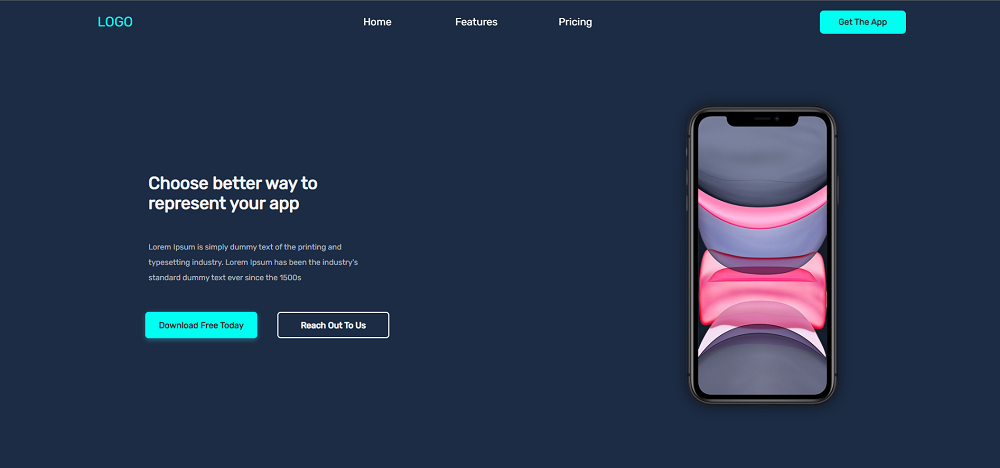 LOGO
Home
Features
Pricing
Get The App
Choose better way to
represent your app
Lorem Ipsum is simply dummy text of the printing and
typesetting industry. Lorem Ipsum has been the industry's
standard dummy text ever since the 1500s
Download Free Today
Reach Out To Us